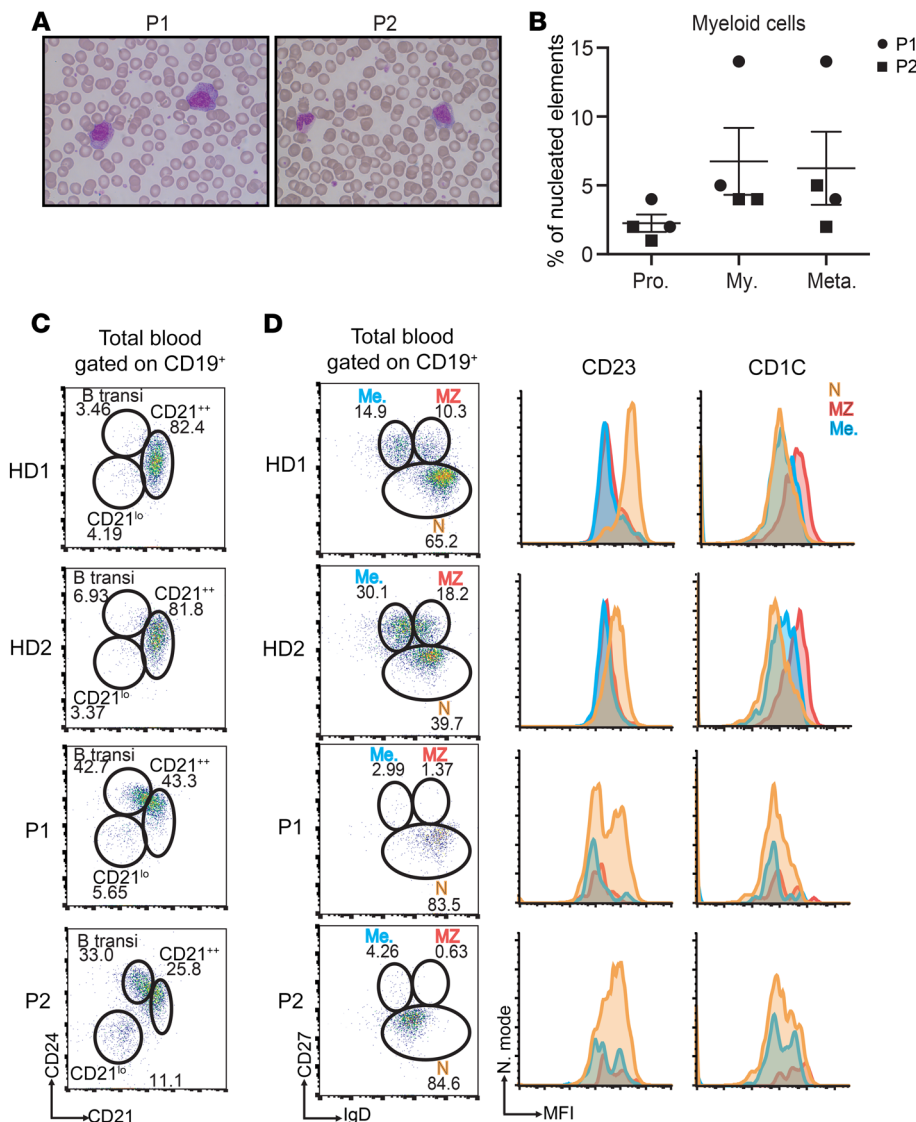 A
P1
P2
B
Myeloid cells
P1
P2
% of nucleated elements
15
10
5
0
Pro.
My.
Meta.
C
Total blood
gated on CD19+
D
Total blood
gated on CD19+
CD23
CD1C
N
MZ
Me.
HD1
B transi
3.46
CD21++
82.4
CD21lo
4.19
HD1
Me.
14.9
MZ
10.3
N
65.2
HD2
B transi
6.93
CD21++
81.8
CD21lo
3.37
HD2
Me.
30.1
MZ
18.2
N
39.7
P1
B transi
42.7
CD21++
43.3
CD21lo
5.65
P1
Me.
2.99
MZ
1.37
N
83.5
P2
B transi
33.0
CD21++
25.8
CD21lo
11.1
CD24
CD21
P2
Me.
4.26
MZ
0.63
N
84.6
CD27
IgD
N. mode
MFI